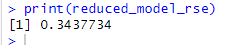 > print(reduced_model_rse)
[1] 0.3437734
>